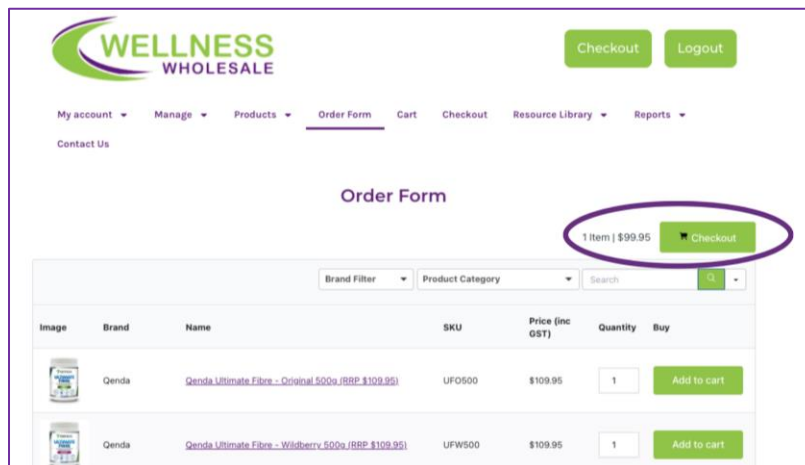 WELLNESS
WHOLESALE
Checkout
Logout
My account
Manage
Products
Order Form
Cart
Checkout
Resource Library
Reports
Contact Us
Order Form
1 Item | $99.95
Checkout
Brand Filter
Product Category
Search
Image Brand Name SKU Price (inc GST) Quantity Buy
Qenda Qenda Ultimate Fibre - Original 500g (RRP $109.95) UFO500 $109.95 1 Add to cart
Qenda Qenda Ultimate Fibre - Wildberry 500g (RRP $109.95) UFW500 $109.95 1 Add to cart